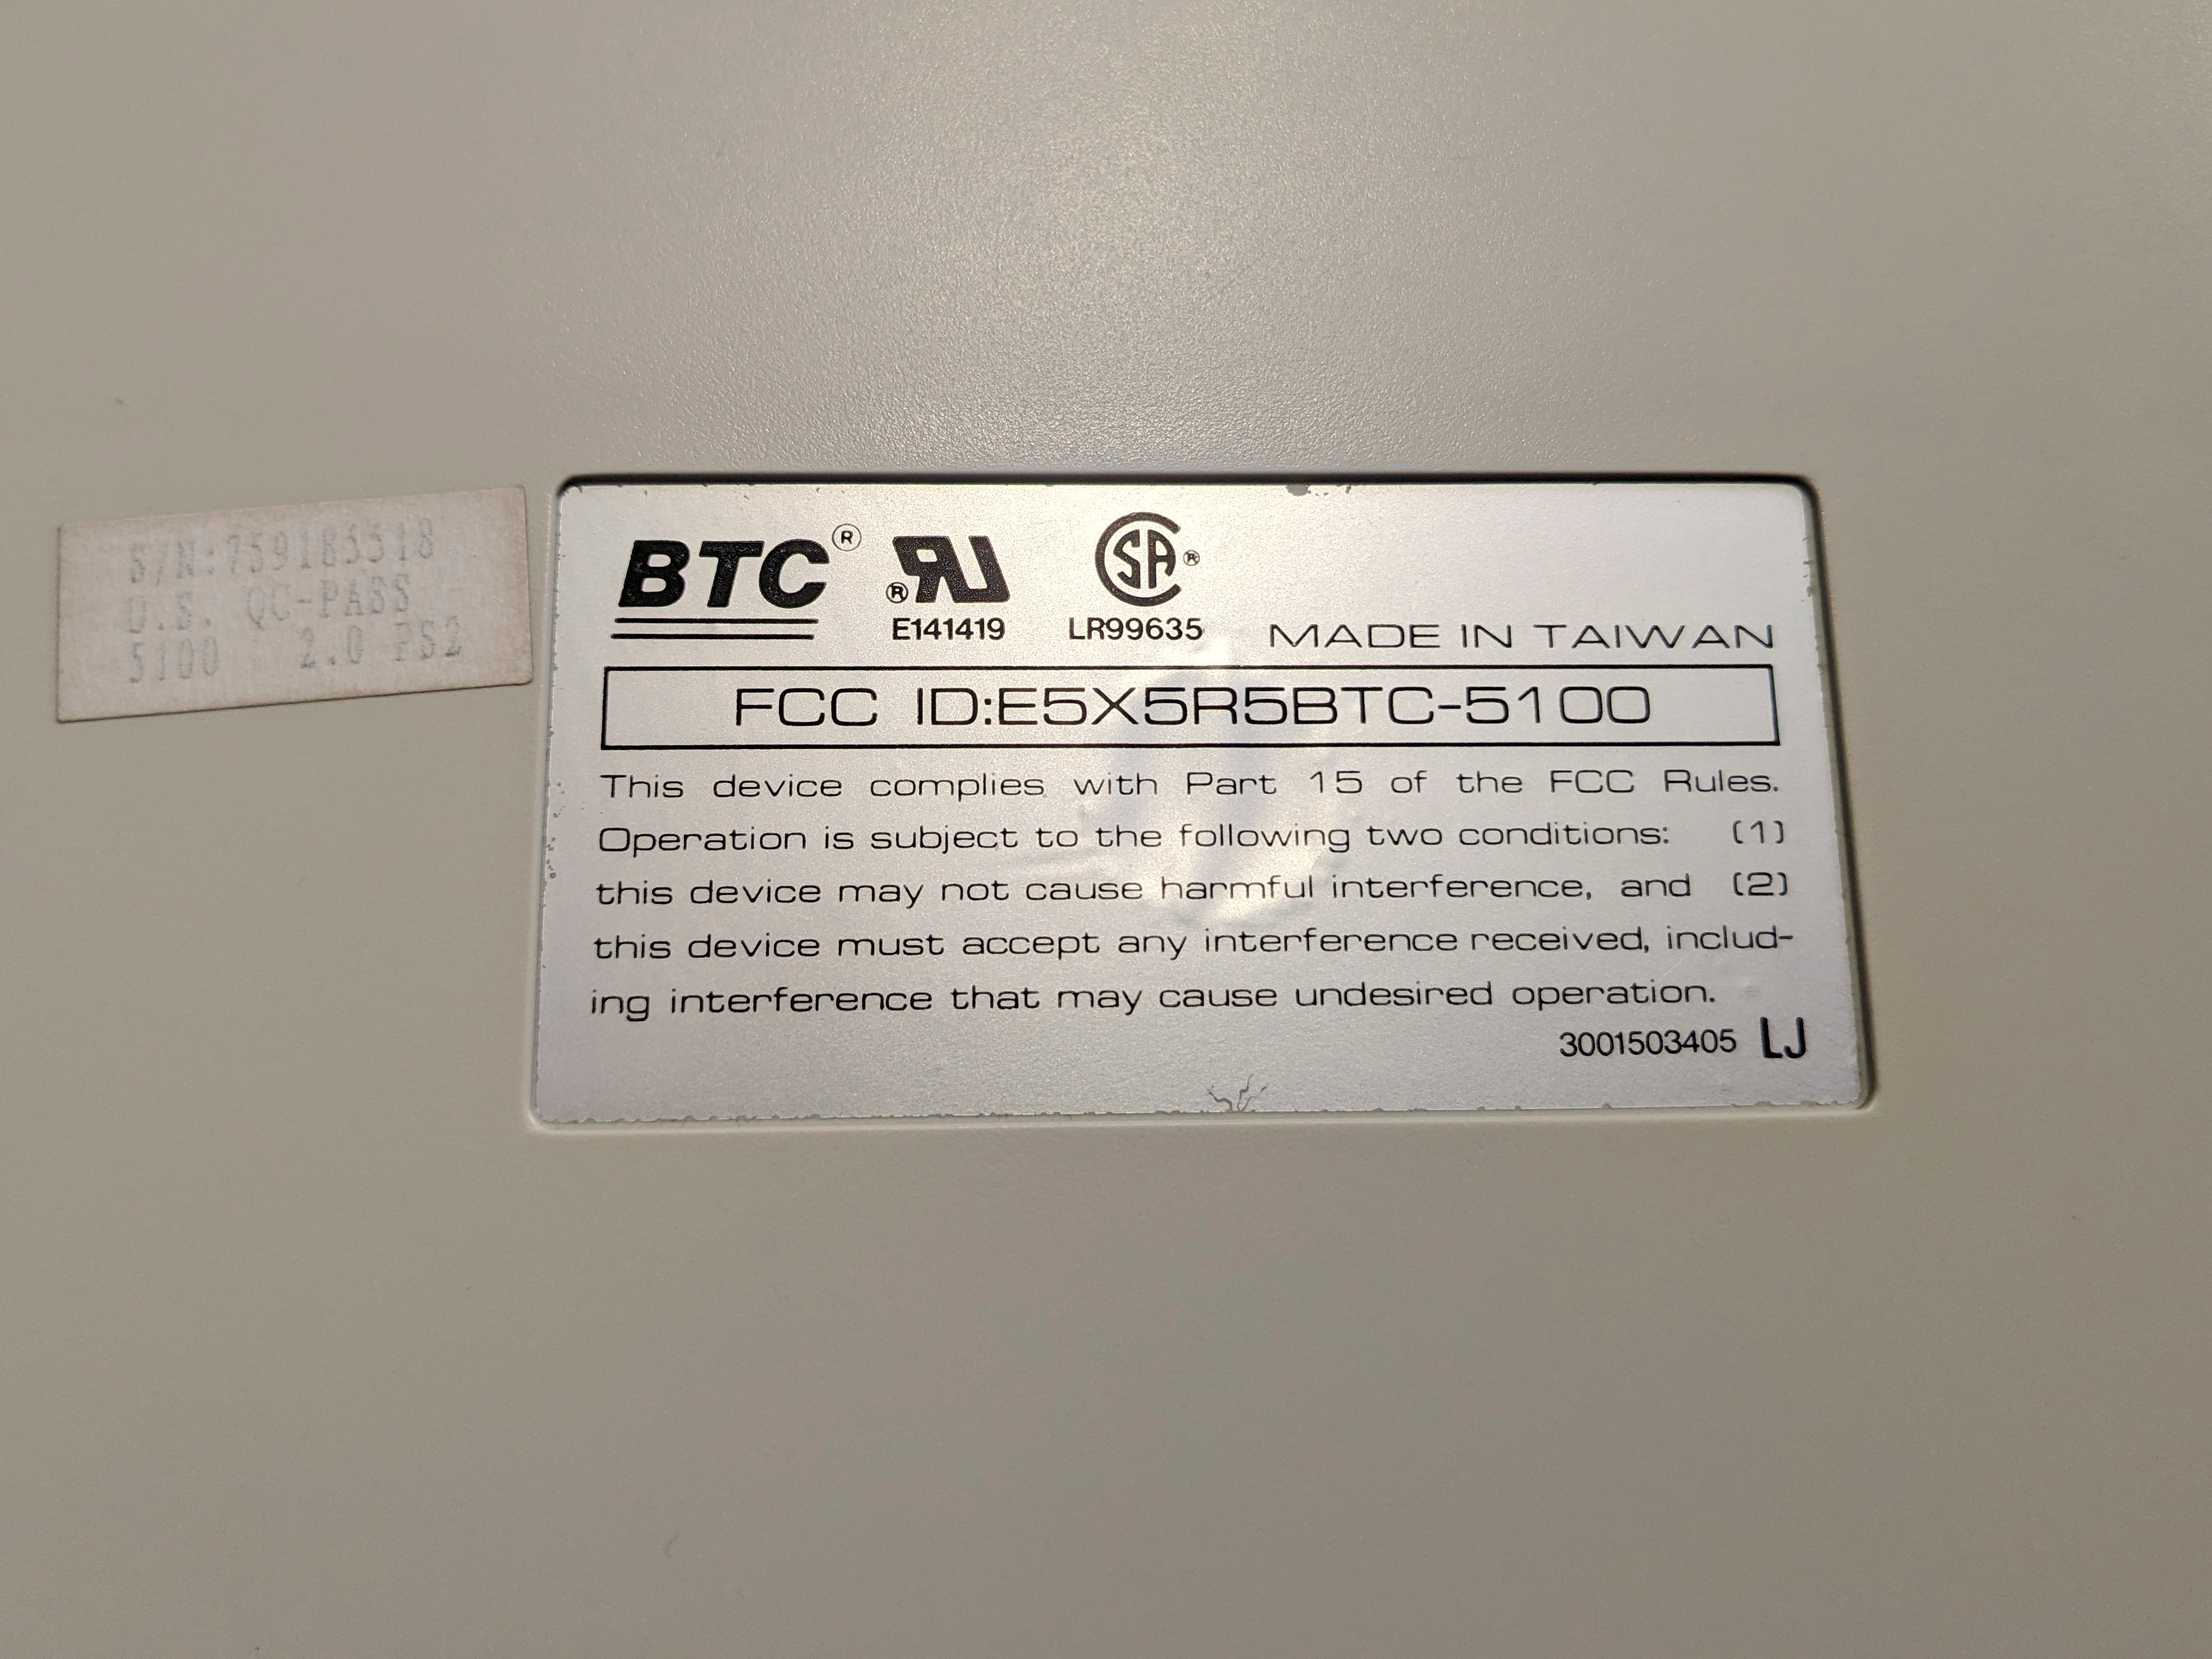 S/N:759185518
U.S. QC-PASS
5100 2.0 PS2
BTC®
®RU
E141419
SA®
LR99635
MADE IN TAIWAN
FCC ID:E5X5R5BTC-5100
This device complies with Part 15 of the FCC Rules.
Operation is subject to the following two conditions: (1)
this device may not cause harmful interference, and (2)
this device must accept any interference received, includ-
ing interference that may cause undesired operation.
3001503405 LJ